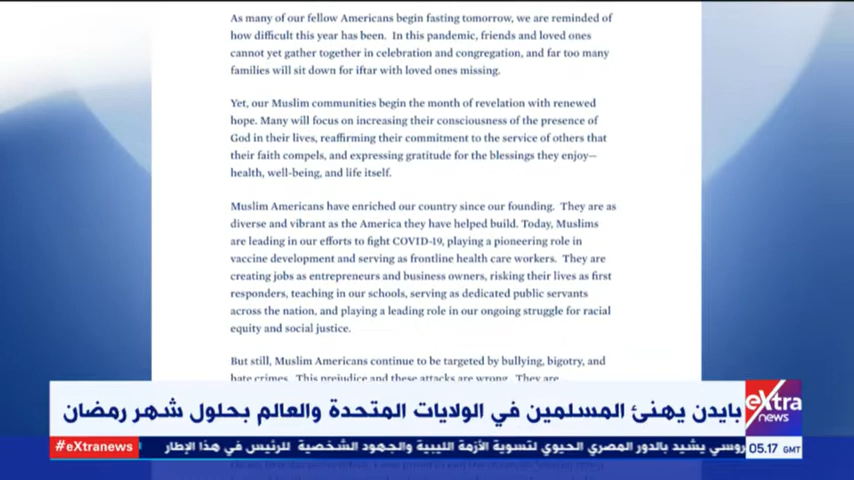 As many of our fellow Americans begin fasting tomorrow, we are reminded of
how difficult this year has been. In this pandemic, friends and loved ones
cannot yet gather together in celebration and congregation, and far too many
families will sit down for iftar with loved ones missing.
Yet, our Muslim communities begin the month of revelation with renewed
hope. Many will focus on increasing their consciousness of the presence of
God in their lives, reaffirming their commitment to the service of others that
their faith compels, and expressing gratitude for the blessings they enjoy—
health, well-being, and life itself.
Muslim Americans have enriched our country since our founding. They are as
diverse and vibrant as the America they have helped build. Today, Muslims
are leading in our efforts to fight COVID-19, playing a pioneering role in
vaccine development and serving as frontline health care workers. They are
creating jobs as entrepreneurs and business owners, risking their lives as first
responders, teaching in our schools, serving as dedicated public servants
across the nation, and playing a leading role in our ongoing struggle for racial
equity and social justice.
But still, Muslim Americans continue to be targeted by bullying, bigotry, and
hate crimes. This prejudice and these attacks are wrong. They are
بايدن يهنئ المسلمين في الولايات المتحدة والعالم بحلول شهر رمضان
eXtra
news
#eXtranews
روسي يشيد بالدور المصري الحيوي لتسوية الأزمة الليبية والجهود الشخصية للرئيس في هذا الإطار
05.17 GMT